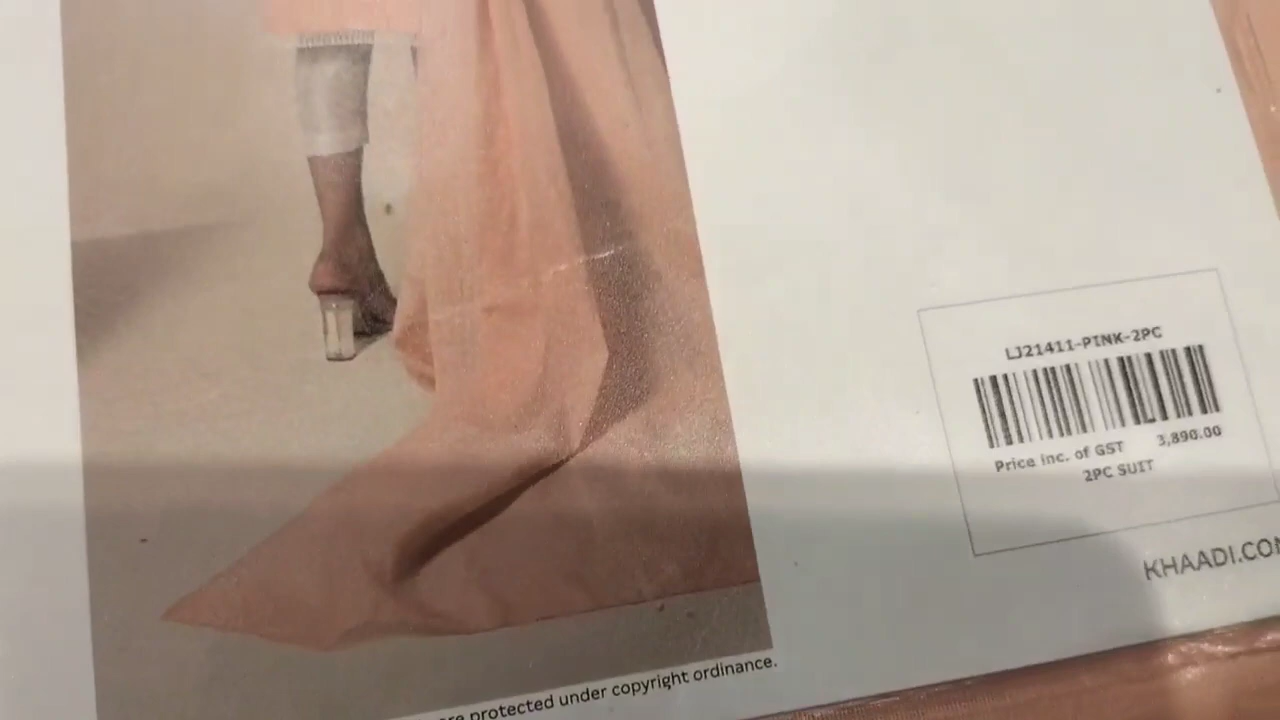 LJ21411-PINK-2PC
Price inc. of GST 3,890.00
2PC SUIT
KHAADI.CO
protected under copyright ordinance.